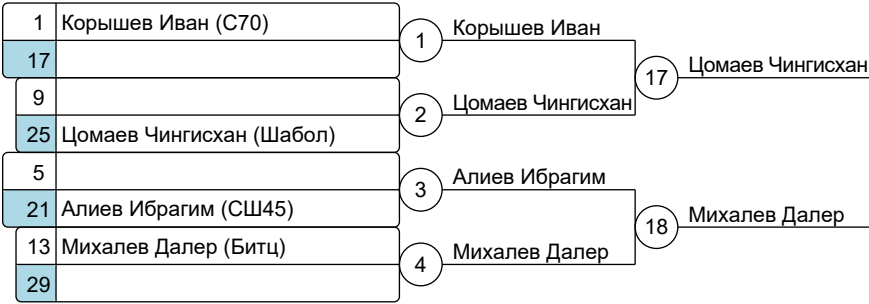 1 Корышев Иван (С70)
17
1 Корышев Иван
9
25 Цомаев Чингисхан (Шабол)
2 Цомаев Чингисхан
17 Цомаев Чингисхан
5
21 Алиев Ибрагим (СШ45)
3 Алиев Ибрагим
13 Михалев Далер (Битц)
29
4 Михалев Далер
18 Михалев Далер